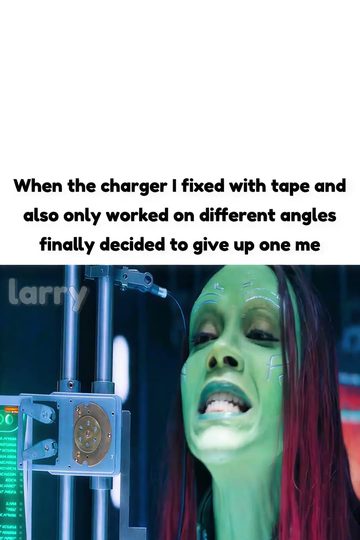 When the charger I fixed with tape and
also only worked on different angles
finally decided to give up one me
larry